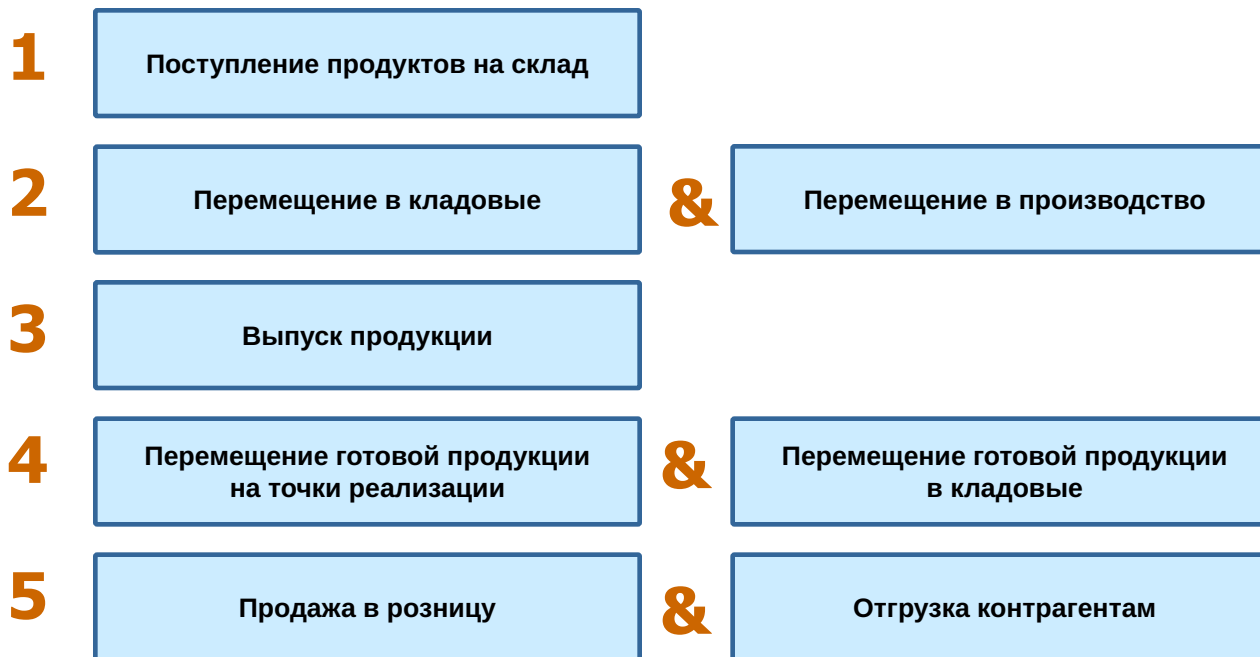 1
Поступление продуктов на склад
2
Перемещение в кладовые
&
Перемещение в производство
3
Выпуск продукции
4
Перемещение готовой продукции
на точки реализации
&
Перемещение готовой продукции
в кладовые
5
Продажа в розницу
&
Отгрузка контрагентам